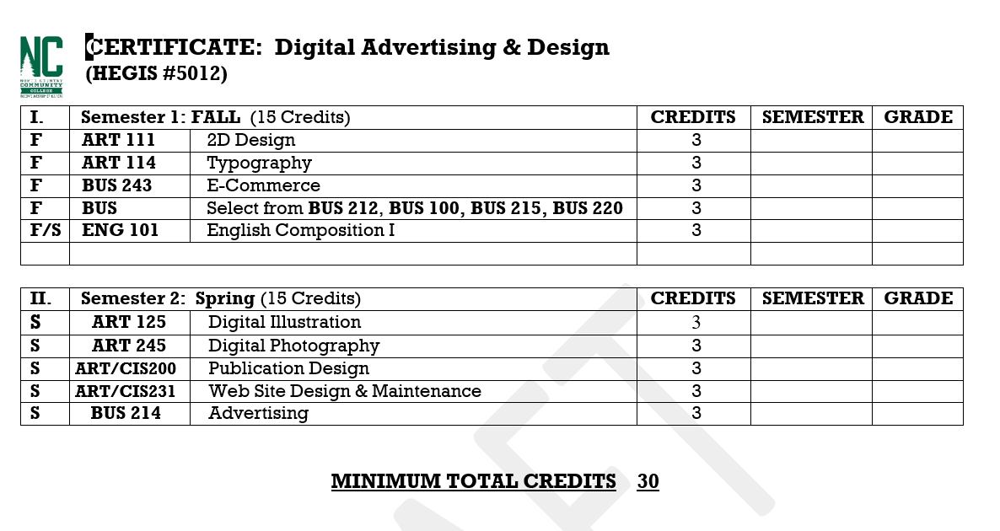 NC
NORTH COUNTRY
COMMUNITY
COLLEGE
CERTIFICATE: Digital Advertising & Design
(HEGIS #5012)
I. Semester 1: FALL (15 Credits) CREDITS SEMESTER GRADE
F ART 111 2D Design 3
F ART 114 Typography 3
F BUS 243 E-Commerce 3
F BUS Select from BUS 212, BUS 100, BUS 215, BUS 220 3
F/S ENG 101 English Composition I 3
II. Semester 2: Spring (15 Credits) CREDITS SEMESTER GRADE
S ART 125 Digital Illustration 3
S ART 245 Digital Photography 3
S ART/CIS200 Publication Design 3
S ART/CIS231 Web Site Design & Maintenance 3
S BUS 214 Advertising 3
MINIMUM TOTAL CREDITS 30